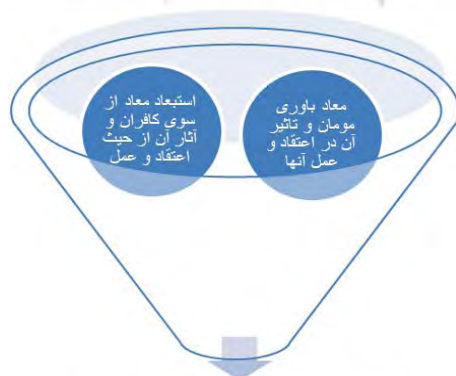 معاد باوری
مومان و تاثیر
آن در اعتقاد و
عمل آنها
استبعاد معاد از
سوی کافران و
آثار آن از حیث
اعتقاد و عمل